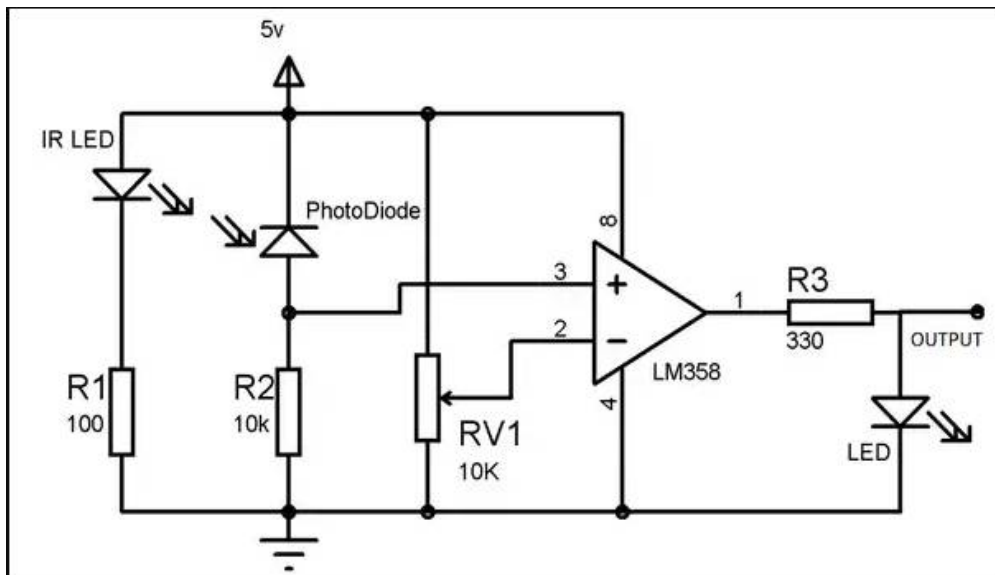 5v
IR LED
PhotoDiode
8
3
+
2
−
1
LM358
4
R3
330
OUTPUT
LED
R1
100
R2
10k
RV1
10K